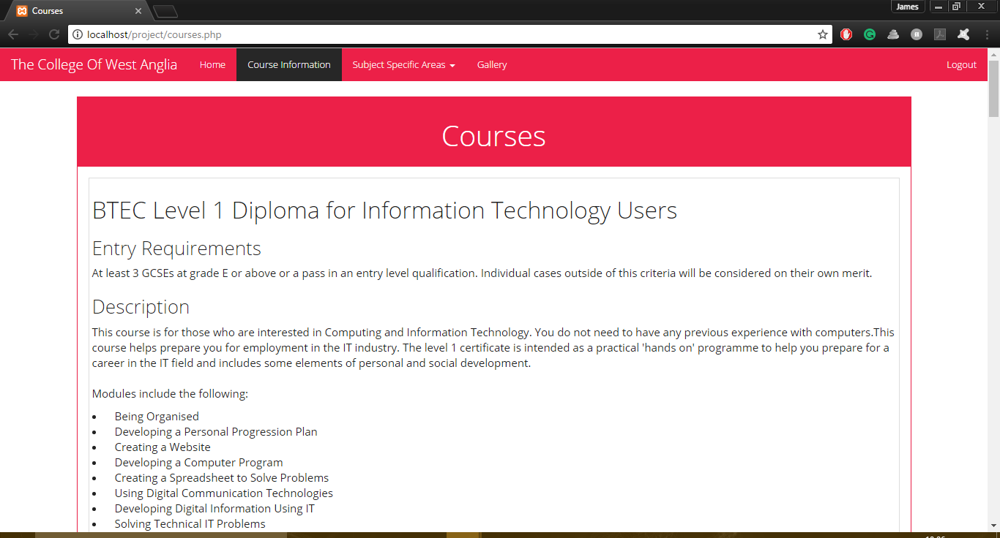 Courses
James
localhost/project/courses.php
The College Of West Anglia
Home
Course Information
Subject Specific Areas
Gallery
Logout
Courses
BTEC Level 1 Diploma for Information Technology Users
Entry Requirements
At least 3 GCSEs at grade E or above or a pass in an entry level qualification. Individual cases outside of this criteria will be considered on their own merit.
Description
This course is for those who are interested in Computing and Information Technology. You do not need to have any previous experience with computers.This
course helps prepare you for employment in the IT industry. The level 1 certificate is intended as a practical 'hands on' programme to help you prepare for a
career in the IT field and includes some elements of personal and social development.
Modules include the following:
• Being Organised
• Developing a Personal Progression Plan
• Creating a Website
• Developing a Computer Program
• Creating a Spreadsheet to Solve Problems
• Using Digital Communication Technologies
• Developing Digital Information Using IT
• Solving Technical IT Problems